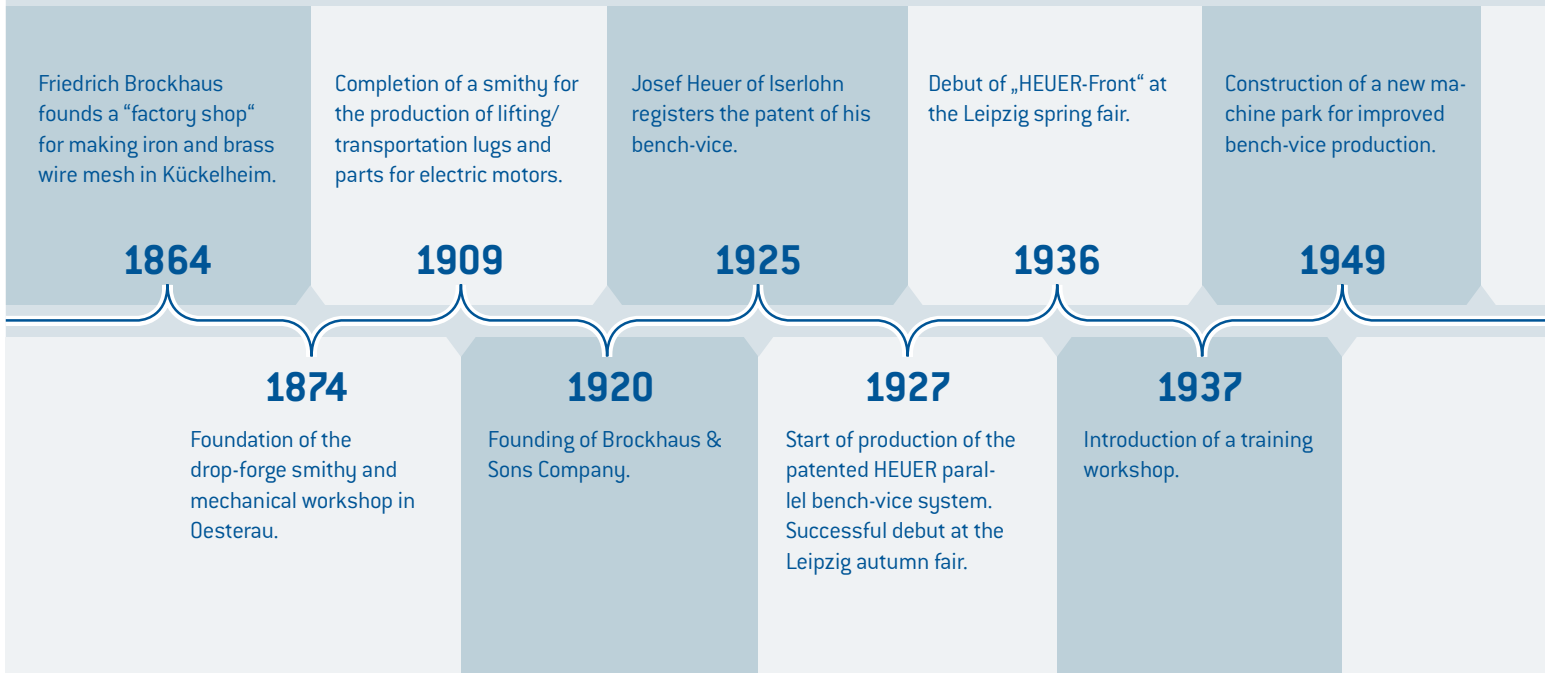 Friedrich Brockhaus
founds a “factory shop“
for making iron and brass
wire mesh in Kückelheim.
1864
Completion of a smithy for
the production of lifting/
transportation lugs and
parts for electric motors.
1909
Josef Heuer of Iserlohn
registers the patent of his
bench-vice.
1925
Debut of „HEUER-Front“ at
the Leipzig spring fair.
1936
Construction of a new ma-
chine park for improved
bench-vice production.
1949
1874
Foundation of the
drop-forge smithy and
mechanical workshop in
Oesterau.
1920
Founding of Brockhaus &
Sons Company.
1927
Start of production of the
patented HEUER paral-
lel bench-vice system.
Successful debut at the
Leipzig autumn fair.
1937
Introduction of a training
workshop.